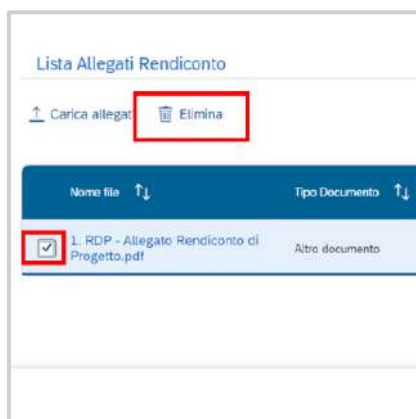 Lista Allegati Rendiconto
Carica allegat Elimina
Nome file Tipo Documento
1. RDP - Allegato Rendiconto di Altro documento
Progetto.pdf